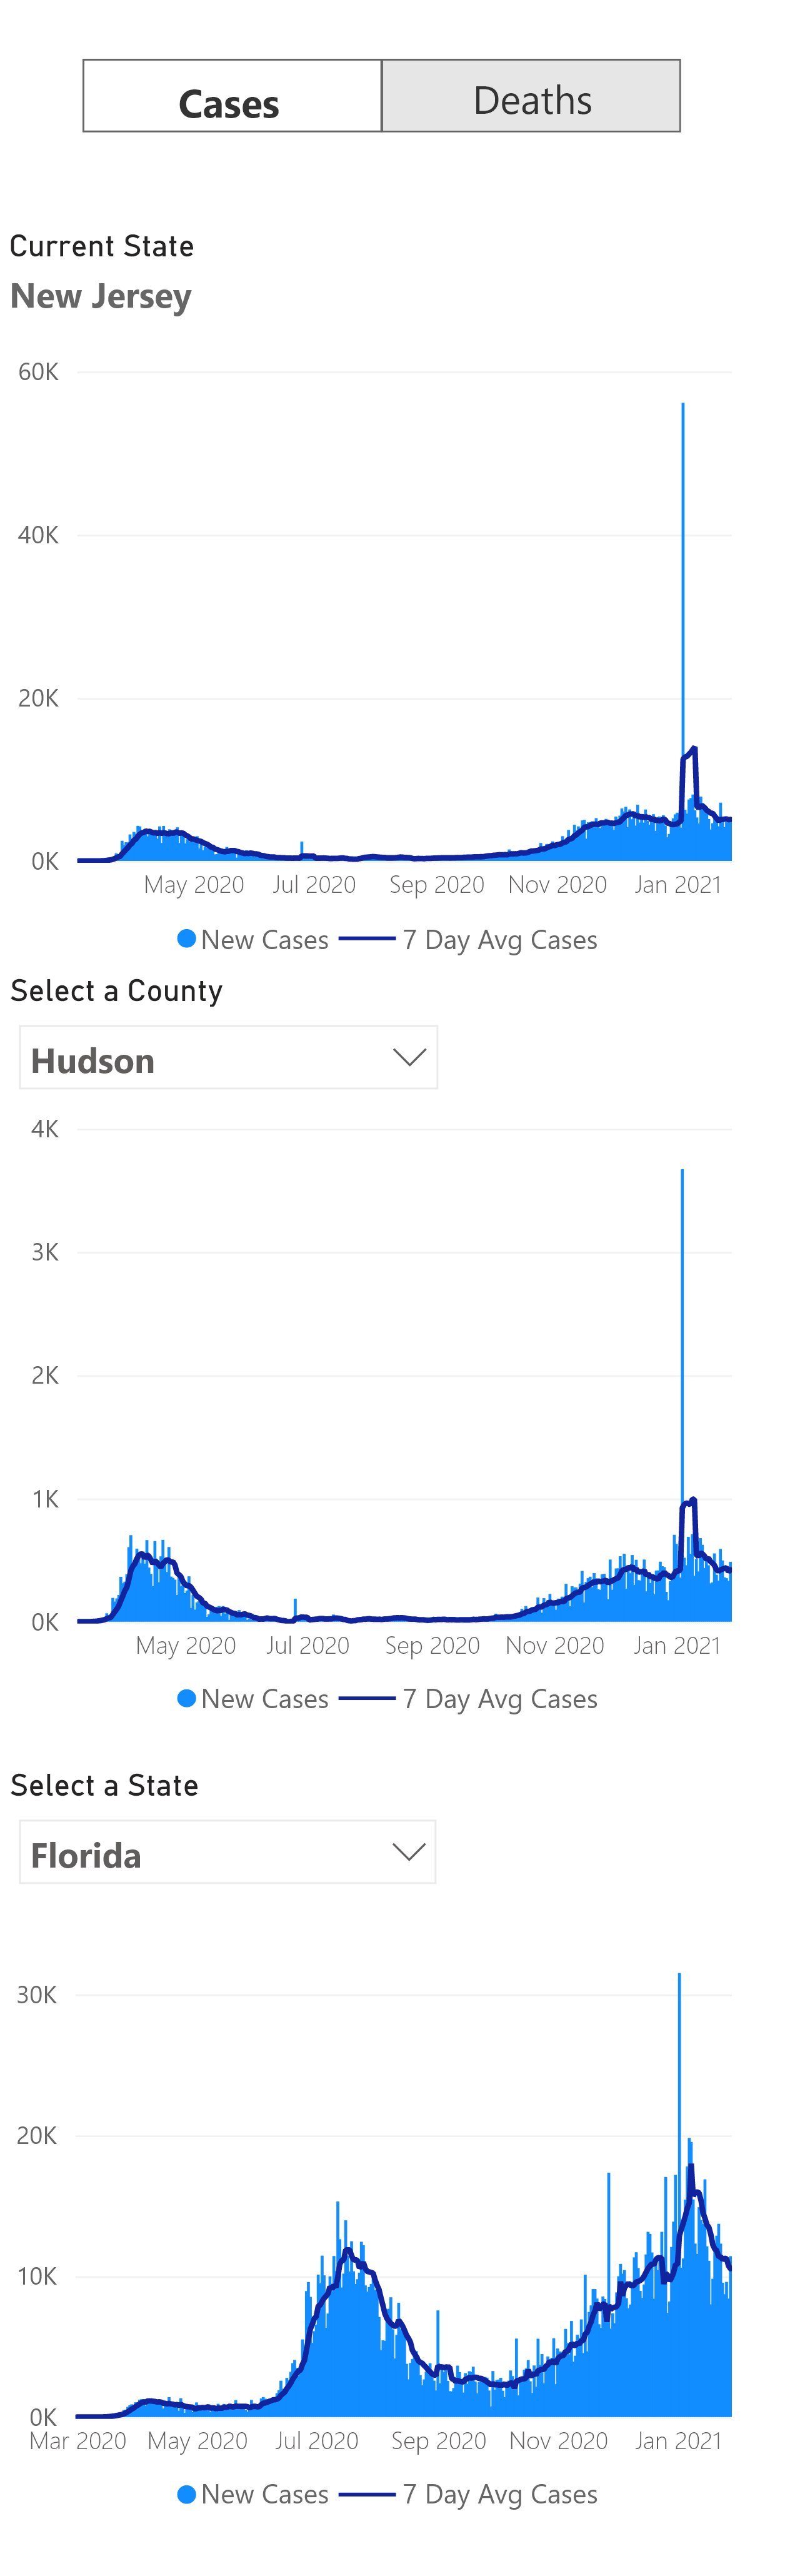 Cases Deaths
Current State
New Jersey
60K
40K
20K
0K
May 2020 Jul 2020 Sep 2020 Nov 2020 Jan 2021
New Cases 7 Day Avg Cases
Select a County
Hudson
4K
3K
2K
1K
0K
May 2020 Jul 2020 Sep 2020 Nov 2020 Jan 2021
New Cases 7 Day Avg Cases
Select a State
Florida
30K
20K
10K
0K
Mar 2020 May 2020 Jul 2020 Sep 2020 Nov 2020 Jan 2021
New Cases 7 Day Avg Cases